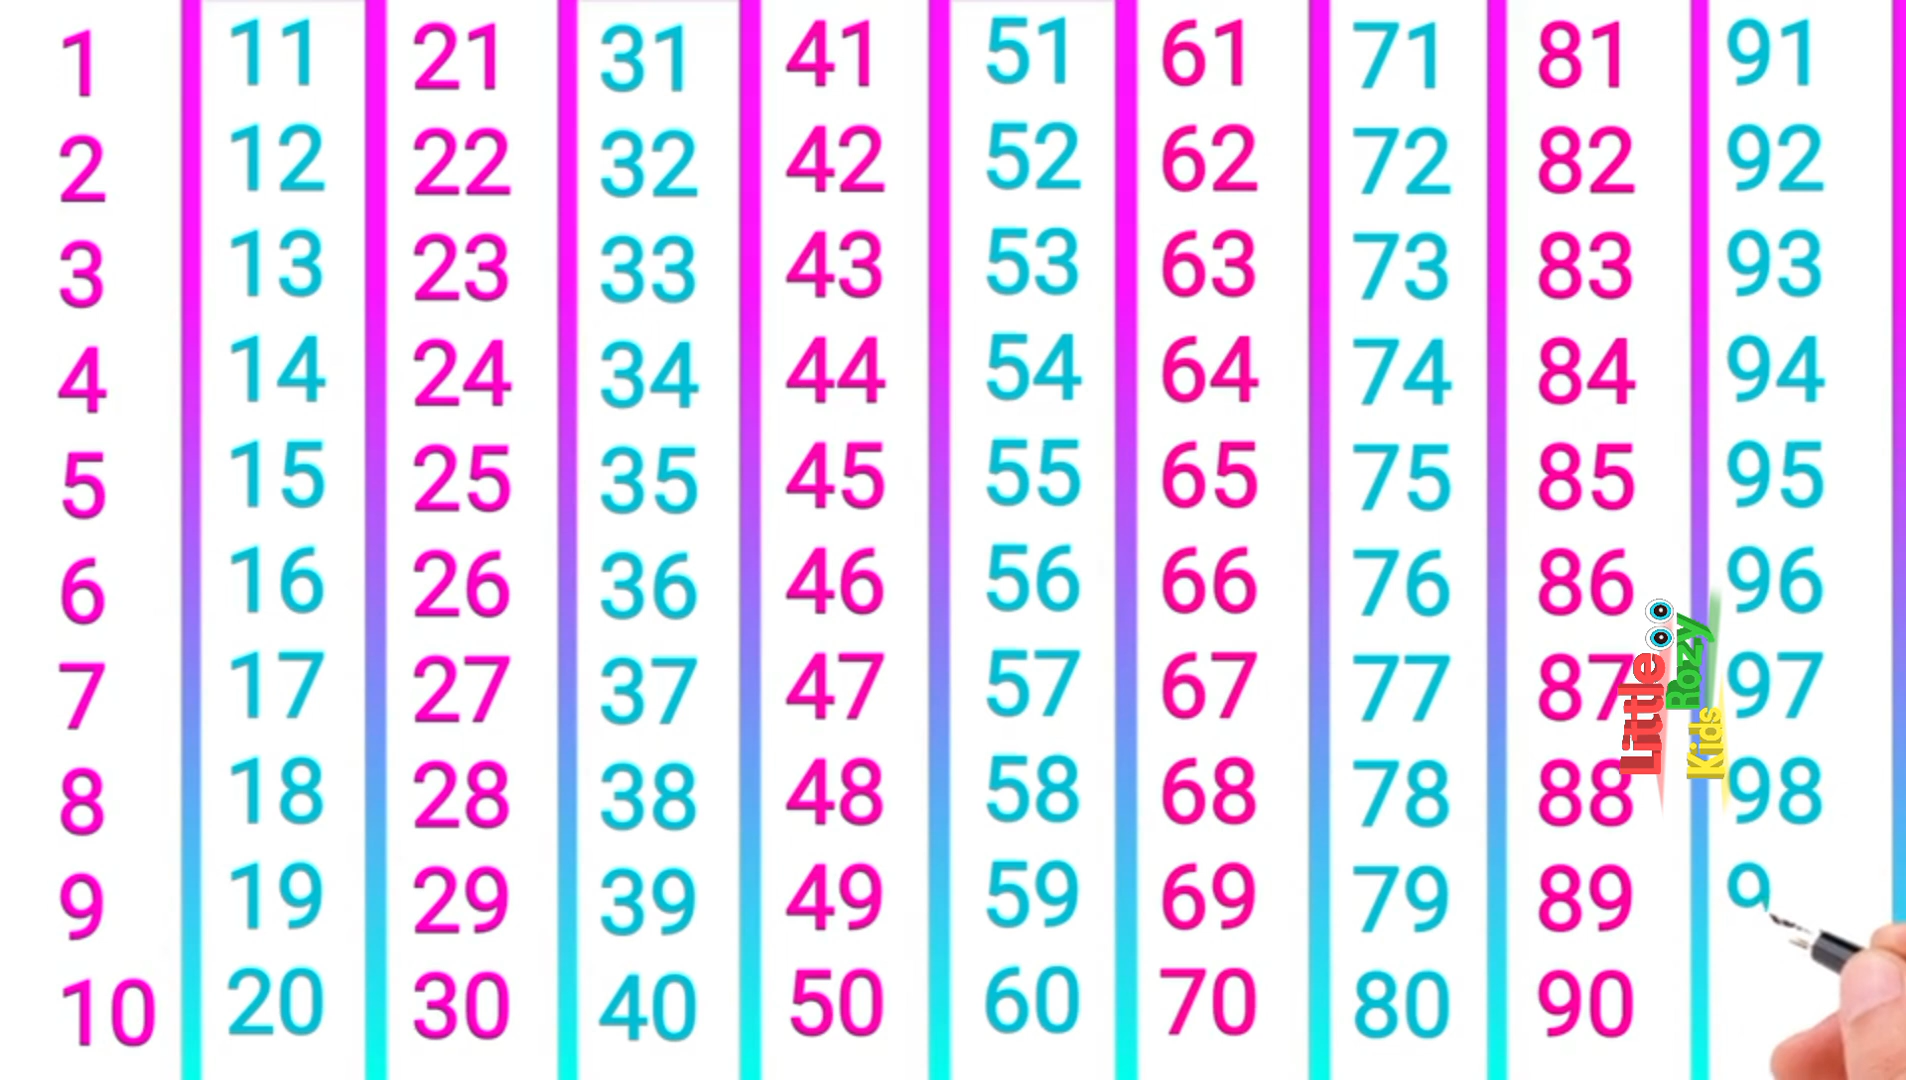 1 11 21 31 41 51 61 71 81 91
2 12 22 32 42 52 62 72 82 92
3 13 23 33 43 53 63 73 83 93
4 14 24 34 44 54 64 74 84 94
5 15 25 35 45 55 65 75 85 95
6 16 26 36 46 56 66 76 86 96
7 17 27 37 47 57 67 77 87 97
8 18 28 38 48 58 68 78 88 98
9 19 29 39 49 59 69 79 89 9
10 20 30 40 50 60 70 80 90
Little
Rozy
Kids